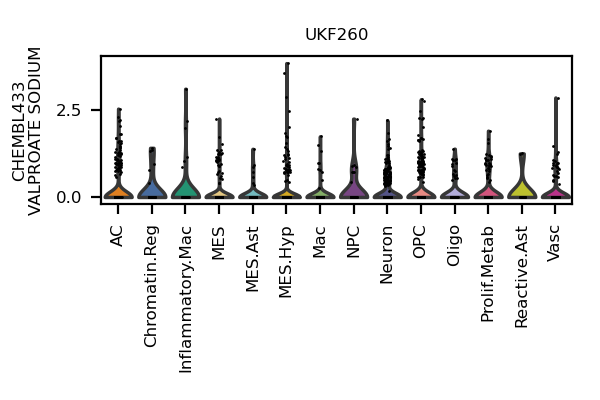 UKF260
CHEMBL433
VALPROATE SODIUM
2.5
0.0
AC
Chromatin.Reg
Inflammatory.Mac
MES
MES.Ast
MES.Hyp
Mac
NPC
Neuron
OPC
Oligo
Prolif.Metab
Reactive.Ast
Vasc